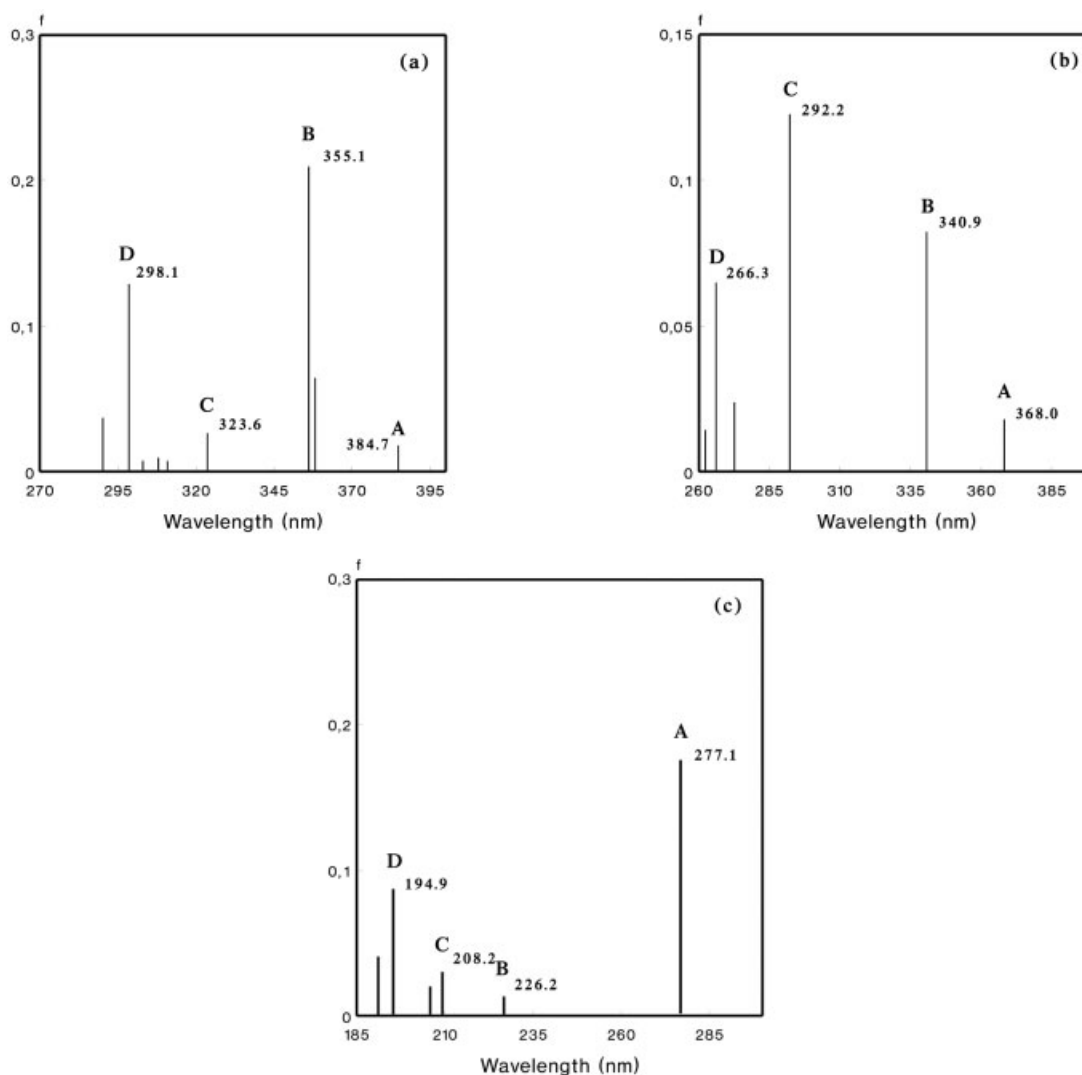 f
0,3
(a)
B
355.1
0,2
D
298.1
0,1
C
323.6
A
384.7
0
270 295 320 345 370 395
Wavelength (nm)
f
0,15
(b)
C
292.2
0,1
B
340.9
D
266.3
0,05
A
368.0
0
260 285 310 335 360 385
Wavelength (nm)
f
0,3
(c)
0,2
A
277.1
0,1
D
194.9
C
208.2
B
226.2
0
185 210 235 260 285
Wavelength (nm)